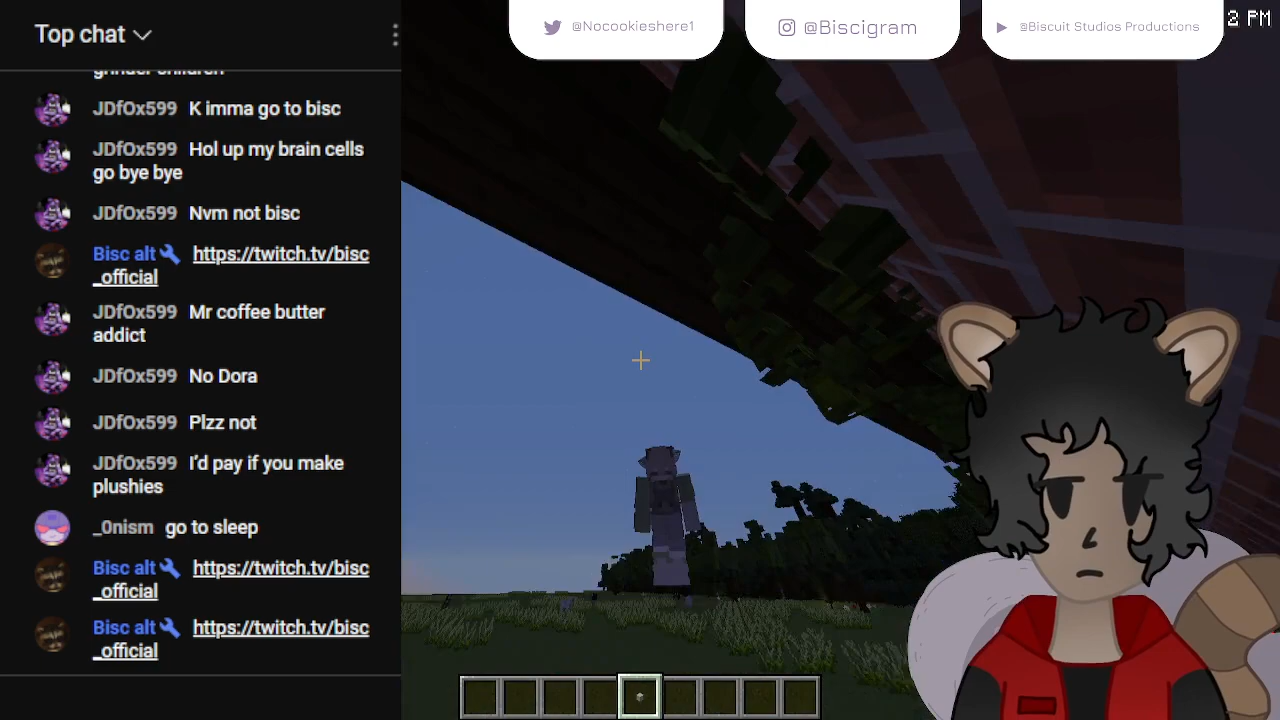 Top chat
@Nocookieshere1
@Biscigram
@Biscuit Studios Productions
2 PM
grinder children
JDfOx599 K imma go to bisc
JDfOx599 Hol up my brain cells
go bye bye
JDfOx599 Nvm not bisc
Bisc alt https://twitch.tv/bisc
_official
JDfOx599 Mr coffee butter
addict
JDfOx599 No Dora
JDfOx599 Plzz not
JDfOx599 I'd pay if you make
plushies
_0nism go to sleep
Bisc alt https://twitch.tv/bisc
_official
Bisc alt https://twitch.tv/bisc
_official